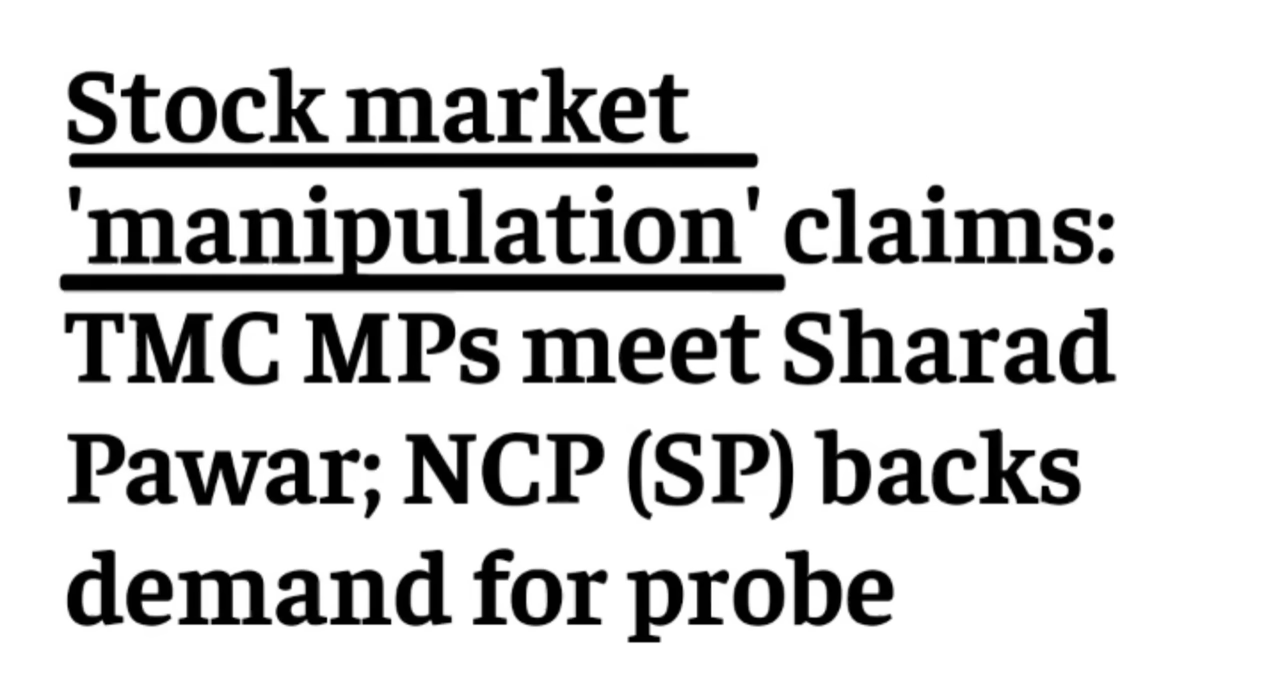 Stock market
'manipulation' claims:
TMC MPs meet Sharad
Pawar; NCP (SP) backs
demand for probe